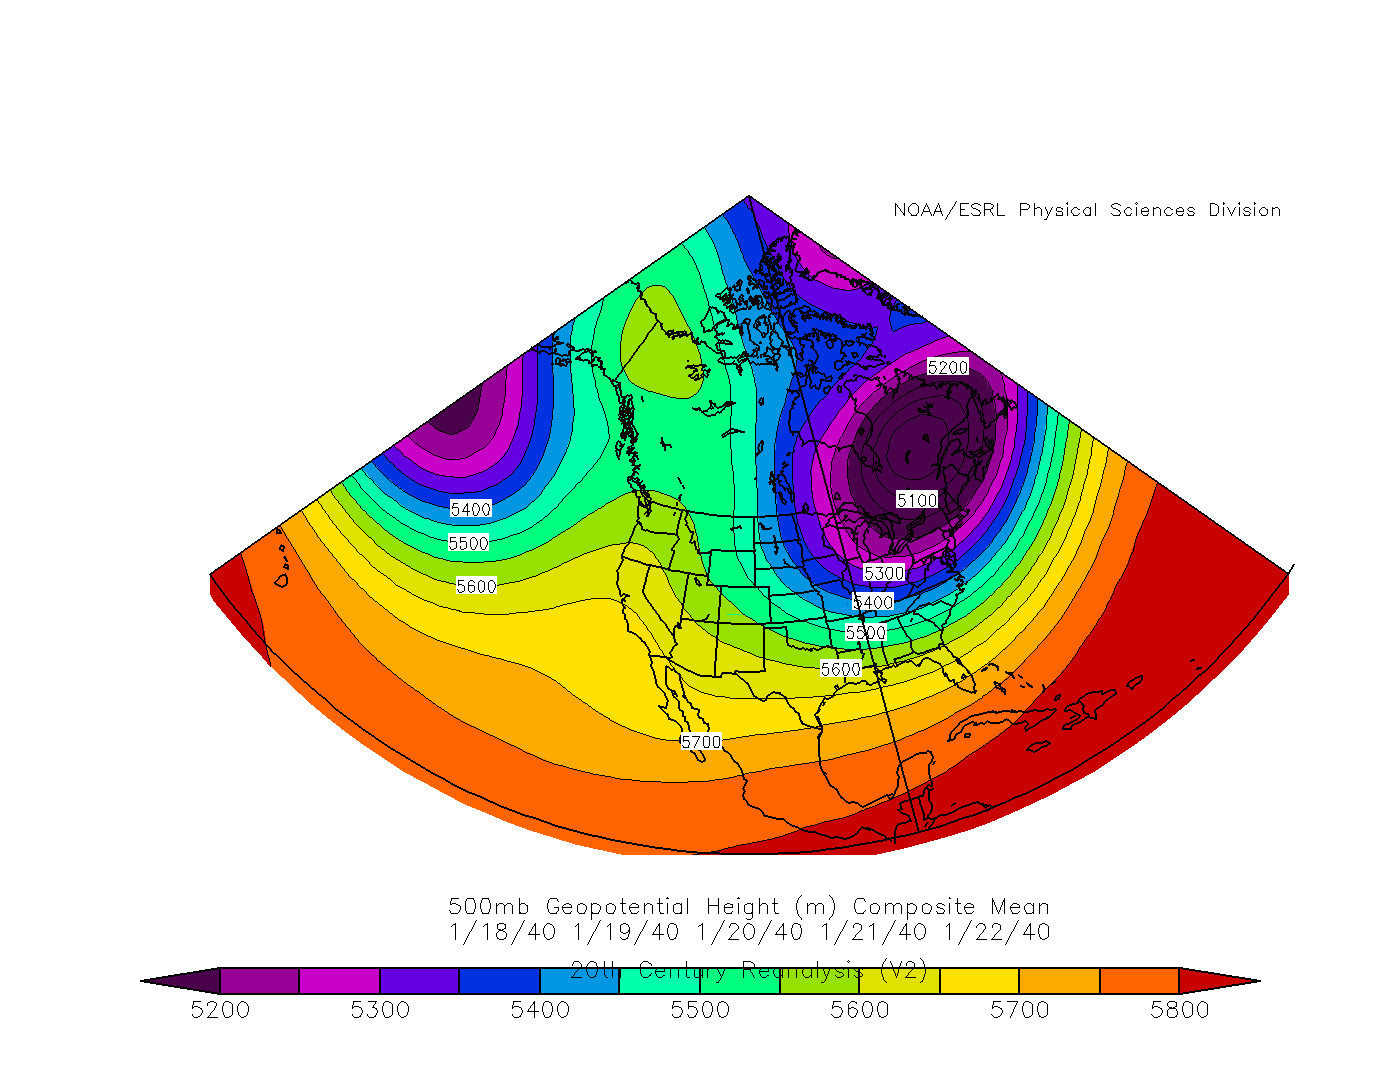 NOAA/ESRL Physical Sciences Division
5200
5100
5400
5300
5500
5400
5600
5500
5600
5700
500mb Geopotential Height (m) Composite Mean
1/18/40 1/19/40 1/20/40 1/21/40 1/22/40
20th Century Reanalysis (V2)
5200 5300 5400 5500 5600 5700 5800